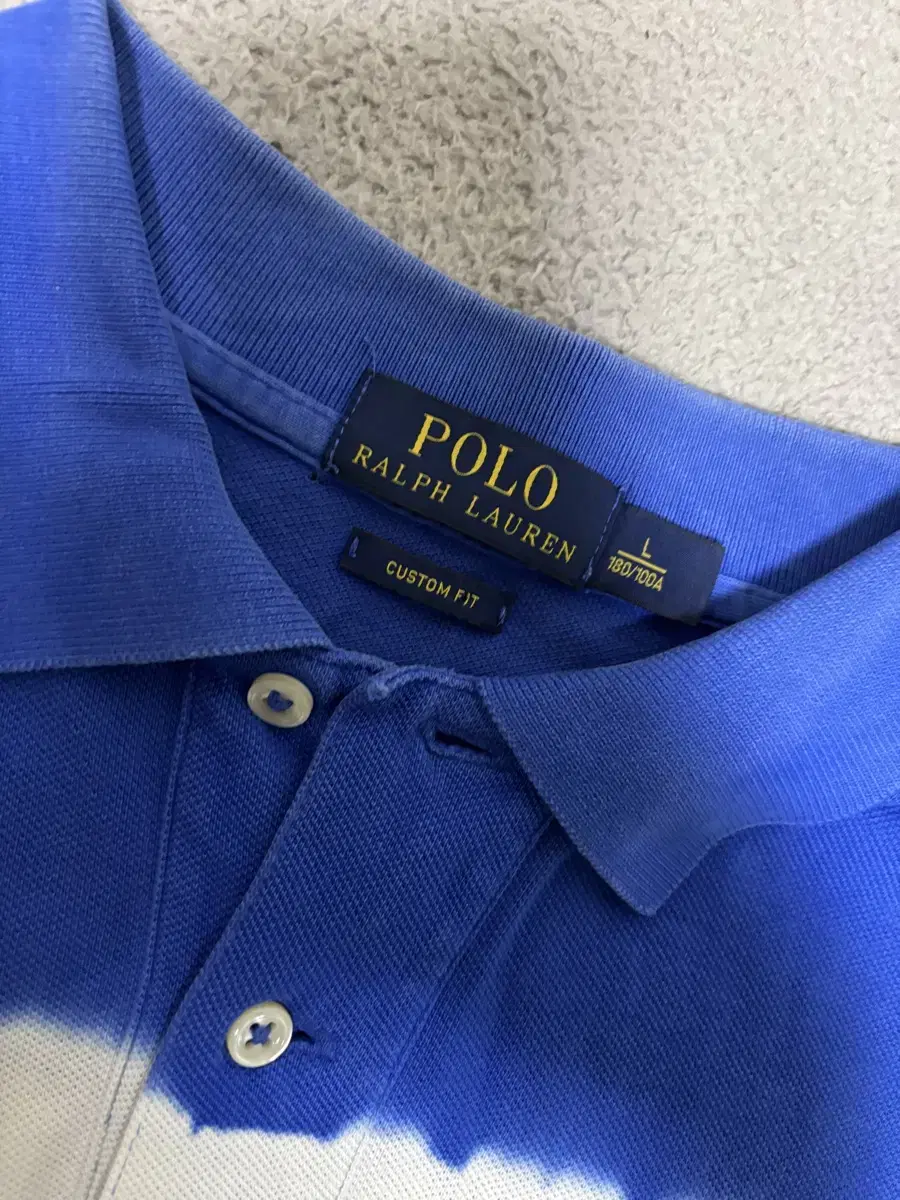 POLO
RALPH LAUREN
L
180/100A
CUSTOM FIT